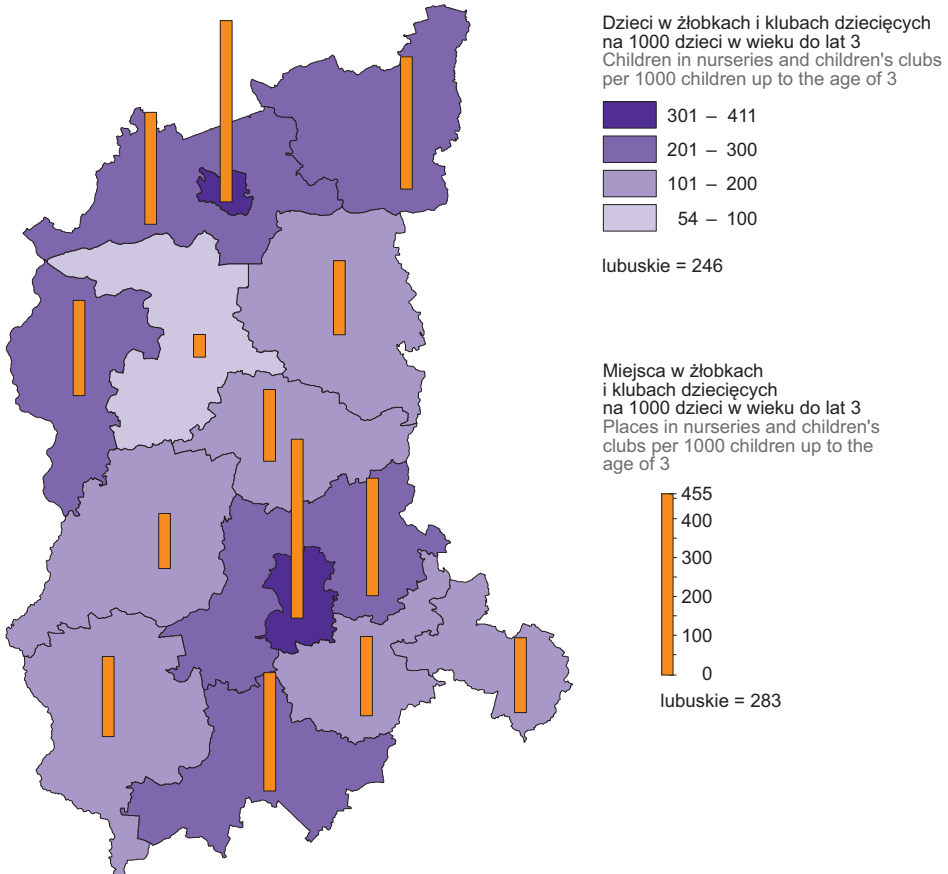 Dzieci w żłobkach i klubach dziecięcych
na 1000 dzieci w wieku do lat 3
Children in nurseries and children's clubs
per 1000 children up to the age of 3
301 – 411
201 – 300
101 – 200
54 – 100
lubuskie = 246
Miejsca w żłobkach
i klubach dziecięcych
na 1000 dzieci w wieku do lat 3
Places in nurseries and children's
clubs per 1000 children up to the
age of 3
455
400
300
200
100
0
lubuskie = 283